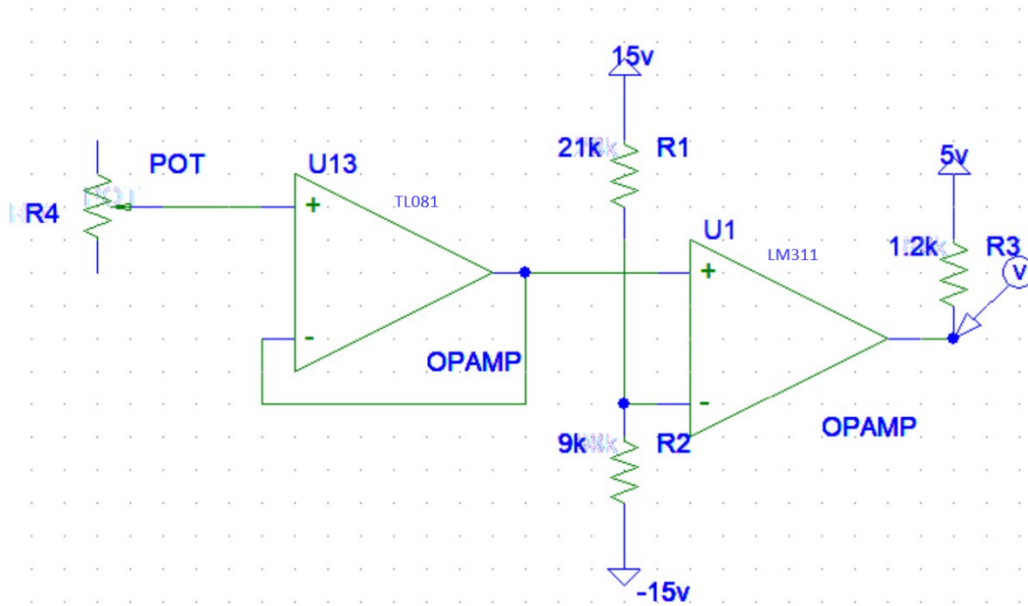 15v
POT
U13
21k
R1
5v
R4
+
TL081
U1
1.2k
R3
LM311
+
V
-
OPAMP
-
9k
R2
OPAMP
-15v